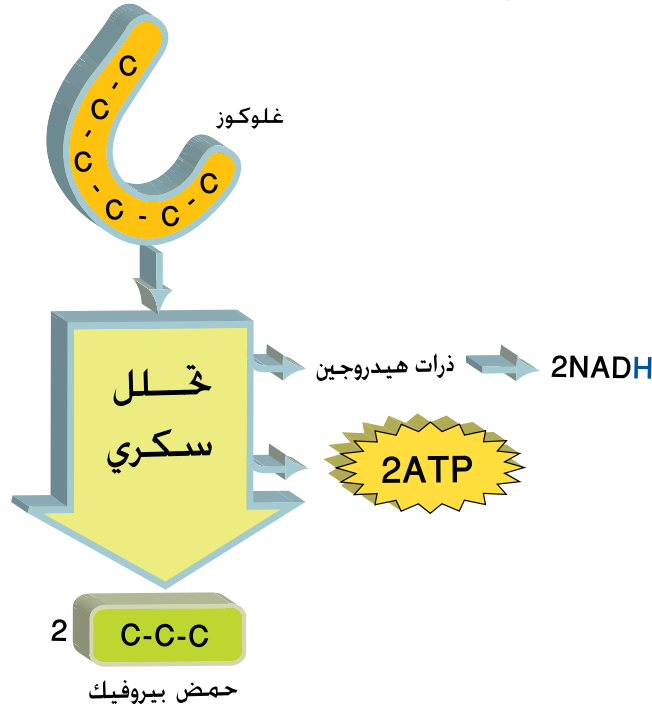 C-C-C-C-C-C
غلوكوز
تحلل
سكري
ذرات هيدروجين
2NADH
2ATP
2
C-C-C
حمض بيروفيك